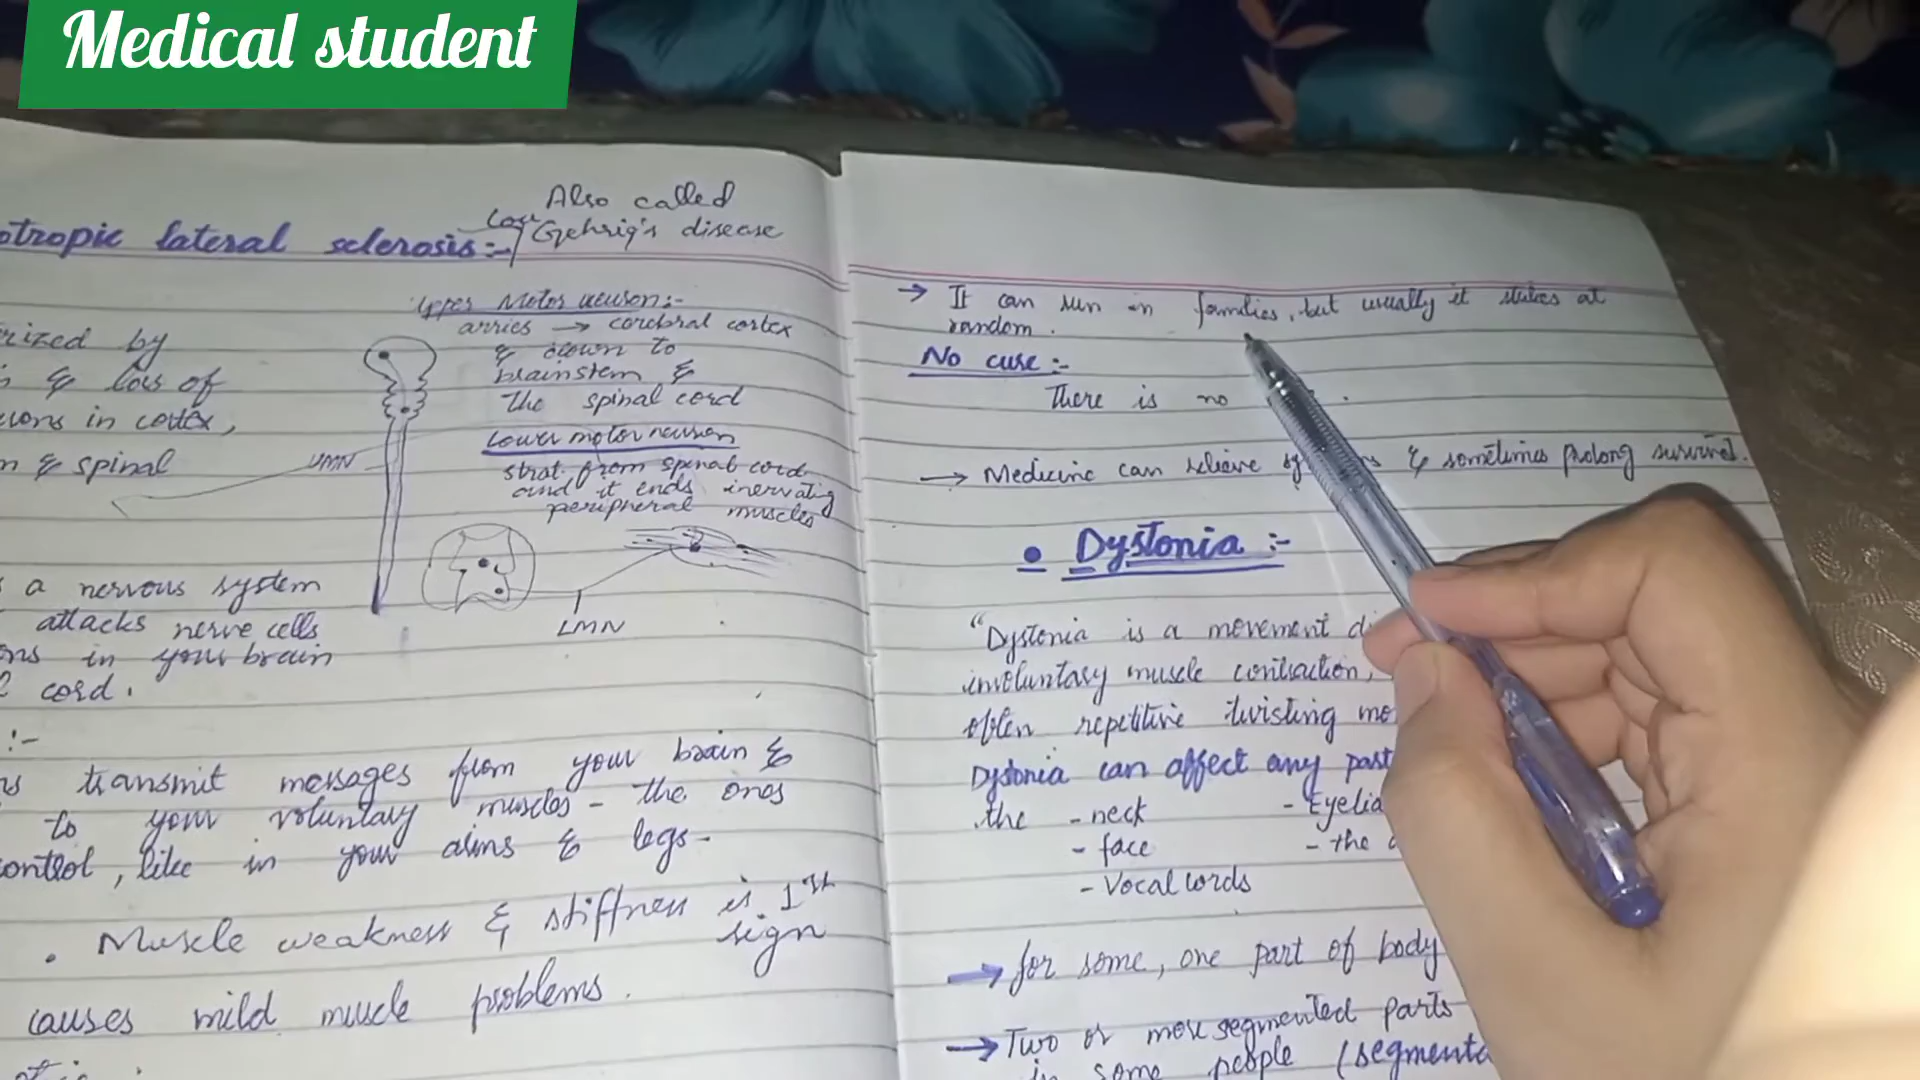 Medical student
Also called
Lou Gehrig's disease
otropic lateral sclerosis:-
Upper Motor neuron:-
arries → cerebral cortex
& down to
brainstem &
The spinal cord
Lower motor neuron
strat from spinal cord
and it ends inervating
peripheral muscles
UMN
LMN
rized by
& loss of
ons in cortex,
& spinal
a nervous system
attacks nerve cells
ons in your brain
cord.
:-
transmit messages from your brain &
to your voluntary muscles - the ones
ontrol, like in your arms & legs-
. Muscle weakness & stiffness is 1st
sign
causes mild muscle problems.
→ It can run in families, but usually it strikes at
random.
No cure:-
There is no
→ Medicine can relieve & sometimes prolong survival.
• Dystonia :-
"Dystonia is a movement
involuntary muscle contraction,
often repetitive twisting
Dystonia can affect any part
the - neck
- face
- Vocal cords
- the
→ for some, one part of body
→ Two or more segmented parts
in some people